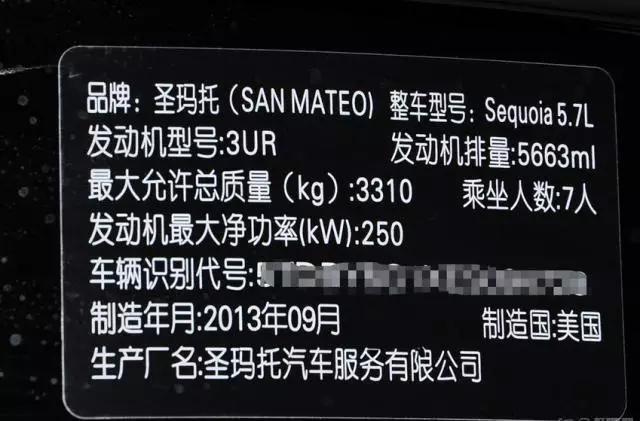 品牌: 圣玛托(SAN MATEO) 整车型号: Sequoia 5.7L
发动机型号:3UR 发动机排量:5663ml
最大允许总质量(kg):3310 乘坐人数:7人
发动机最大净功率(kW):250
车辆识别代号:
制造年月:2013年09月 制造国:美国
生产厂名:圣玛托汽车服务有限公司